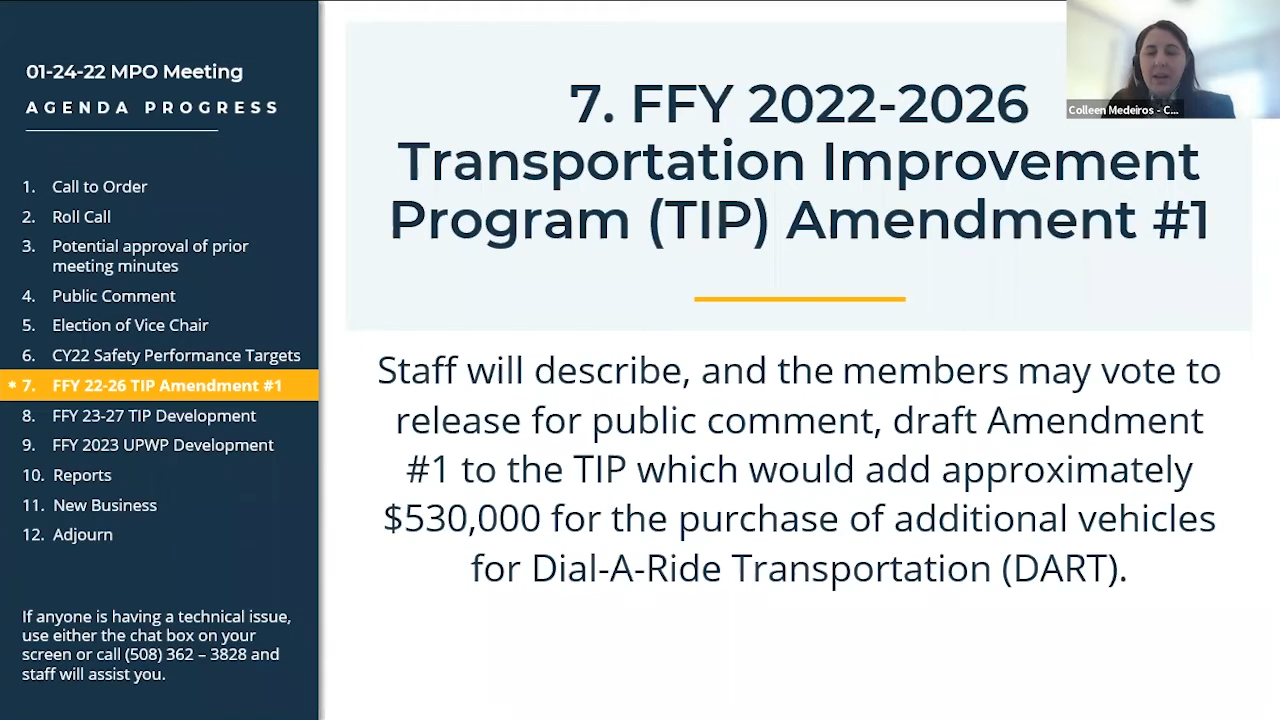 01-24-22 MPO Meeting
AGENDA PROGRESS
1. Call to Order
2. Roll Call
3. Potential approval of prior
meeting minutes
4. Public Comment
5. Election of Vice Chair
6. CY22 Safety Performance Targets
* 7. FFY 22-26 TIP Amendment #1
8. FFY 23-27 TIP Development
9. FFY 2023 UPWP Development
10. Reports
11. New Business
12. Adjourn
If anyone is having a technical issue,
use either the chat box on your
screen or call (508) 362 – 3828 and
staff will assist you.
7. FFY 2022-2026
Transportation Improvement
Program (TIP) Amendment #1
Staff will describe, and the members may vote to
release for public comment, draft Amendment
#1 to the TIP which would add approximately
$530,000 for the purchase of additional vehicles
for Dial-A-Ride Transportation (DART).
Colleen Medeiros - C...